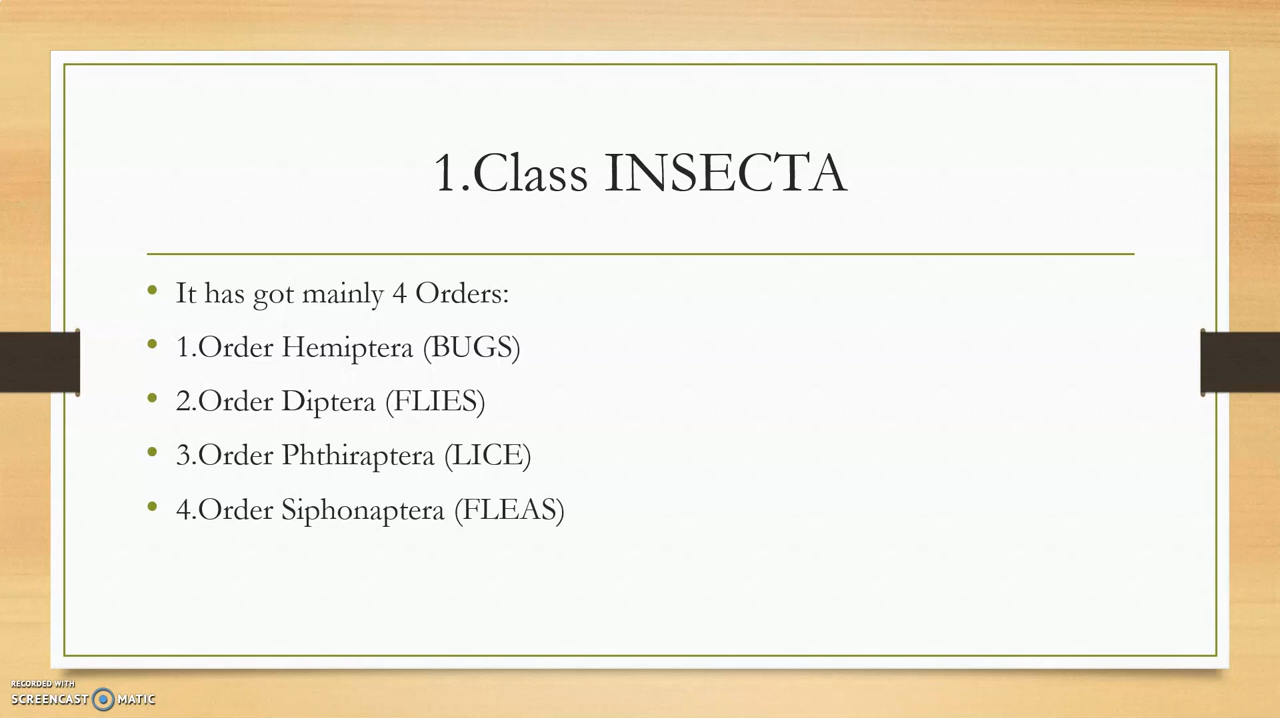 1.Class INSECTA
• It has got mainly 4 Orders:
• 1.Order Hemiptera (BUGS)
• 2.Order Diptera (FLIES)
• 3.Order Phthiraptera (LICE)
• 4.Order Siphonaptera (FLEAS)
RECORDED WITH
SCREENCAST MATIC